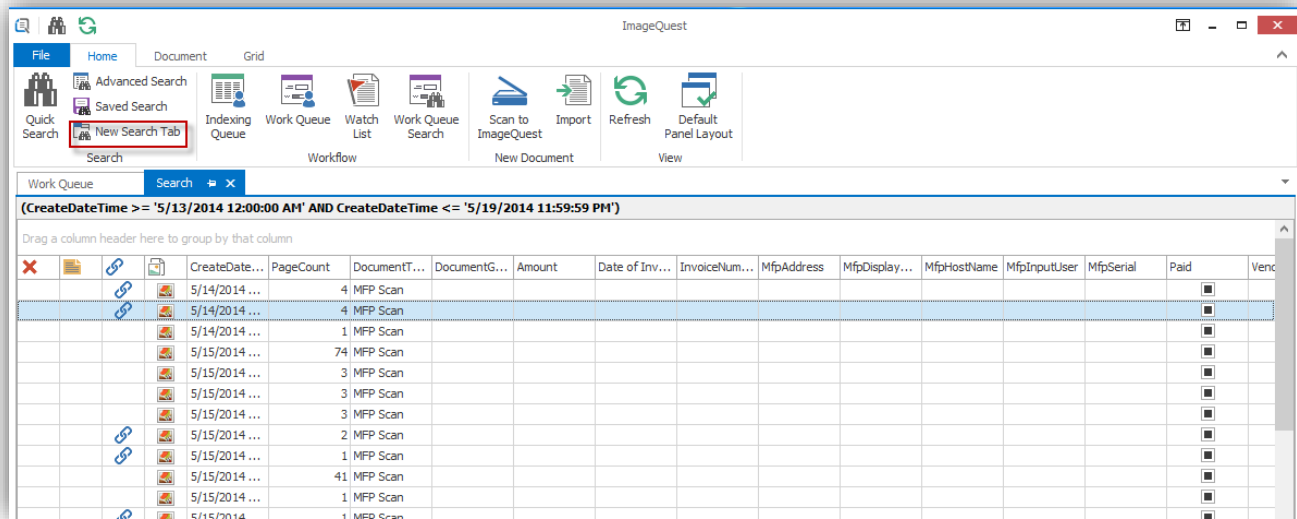 ImageQuest
File Home Document Grid
Quick Search
Advanced Search
Saved Search
New Search Tab
Indexing Queue
Work Queue
Watch List
Work Queue Search
Scan to ImageQuest
Import
Refresh
Default Panel Layout
Search Workflow New Document View
Work Queue Search
(CreateDateTime >= '5/13/2014 12:00:00 AM' AND CreateDateTime <= '5/19/2014 11:59:59 PM')
Drag a column header here to group by that column
CreateDate... PageCount DocumentT... DocumentG... Amount Date of Inv... InvoiceNum... MfpAddress MfpDisplay... MfpHostName MfpInputUser MfpSerial Paid Venc
5/14/2014 ... 4 MFP Scan
5/14/2014 ... 4 MFP Scan
5/14/2014 ... 1 MFP Scan
5/15/2014 ... 74 MFP Scan
5/15/2014 ... 3 MFP Scan
5/15/2014 ... 3 MFP Scan
5/15/2014 ... 3 MFP Scan
5/15/2014 ... 2 MFP Scan
5/15/2014 ... 1 MFP Scan
5/15/2014 ... 41 MFP Scan
5/15/2014 ... 1 MFP Scan
5/15/2014 1 MFP Scan